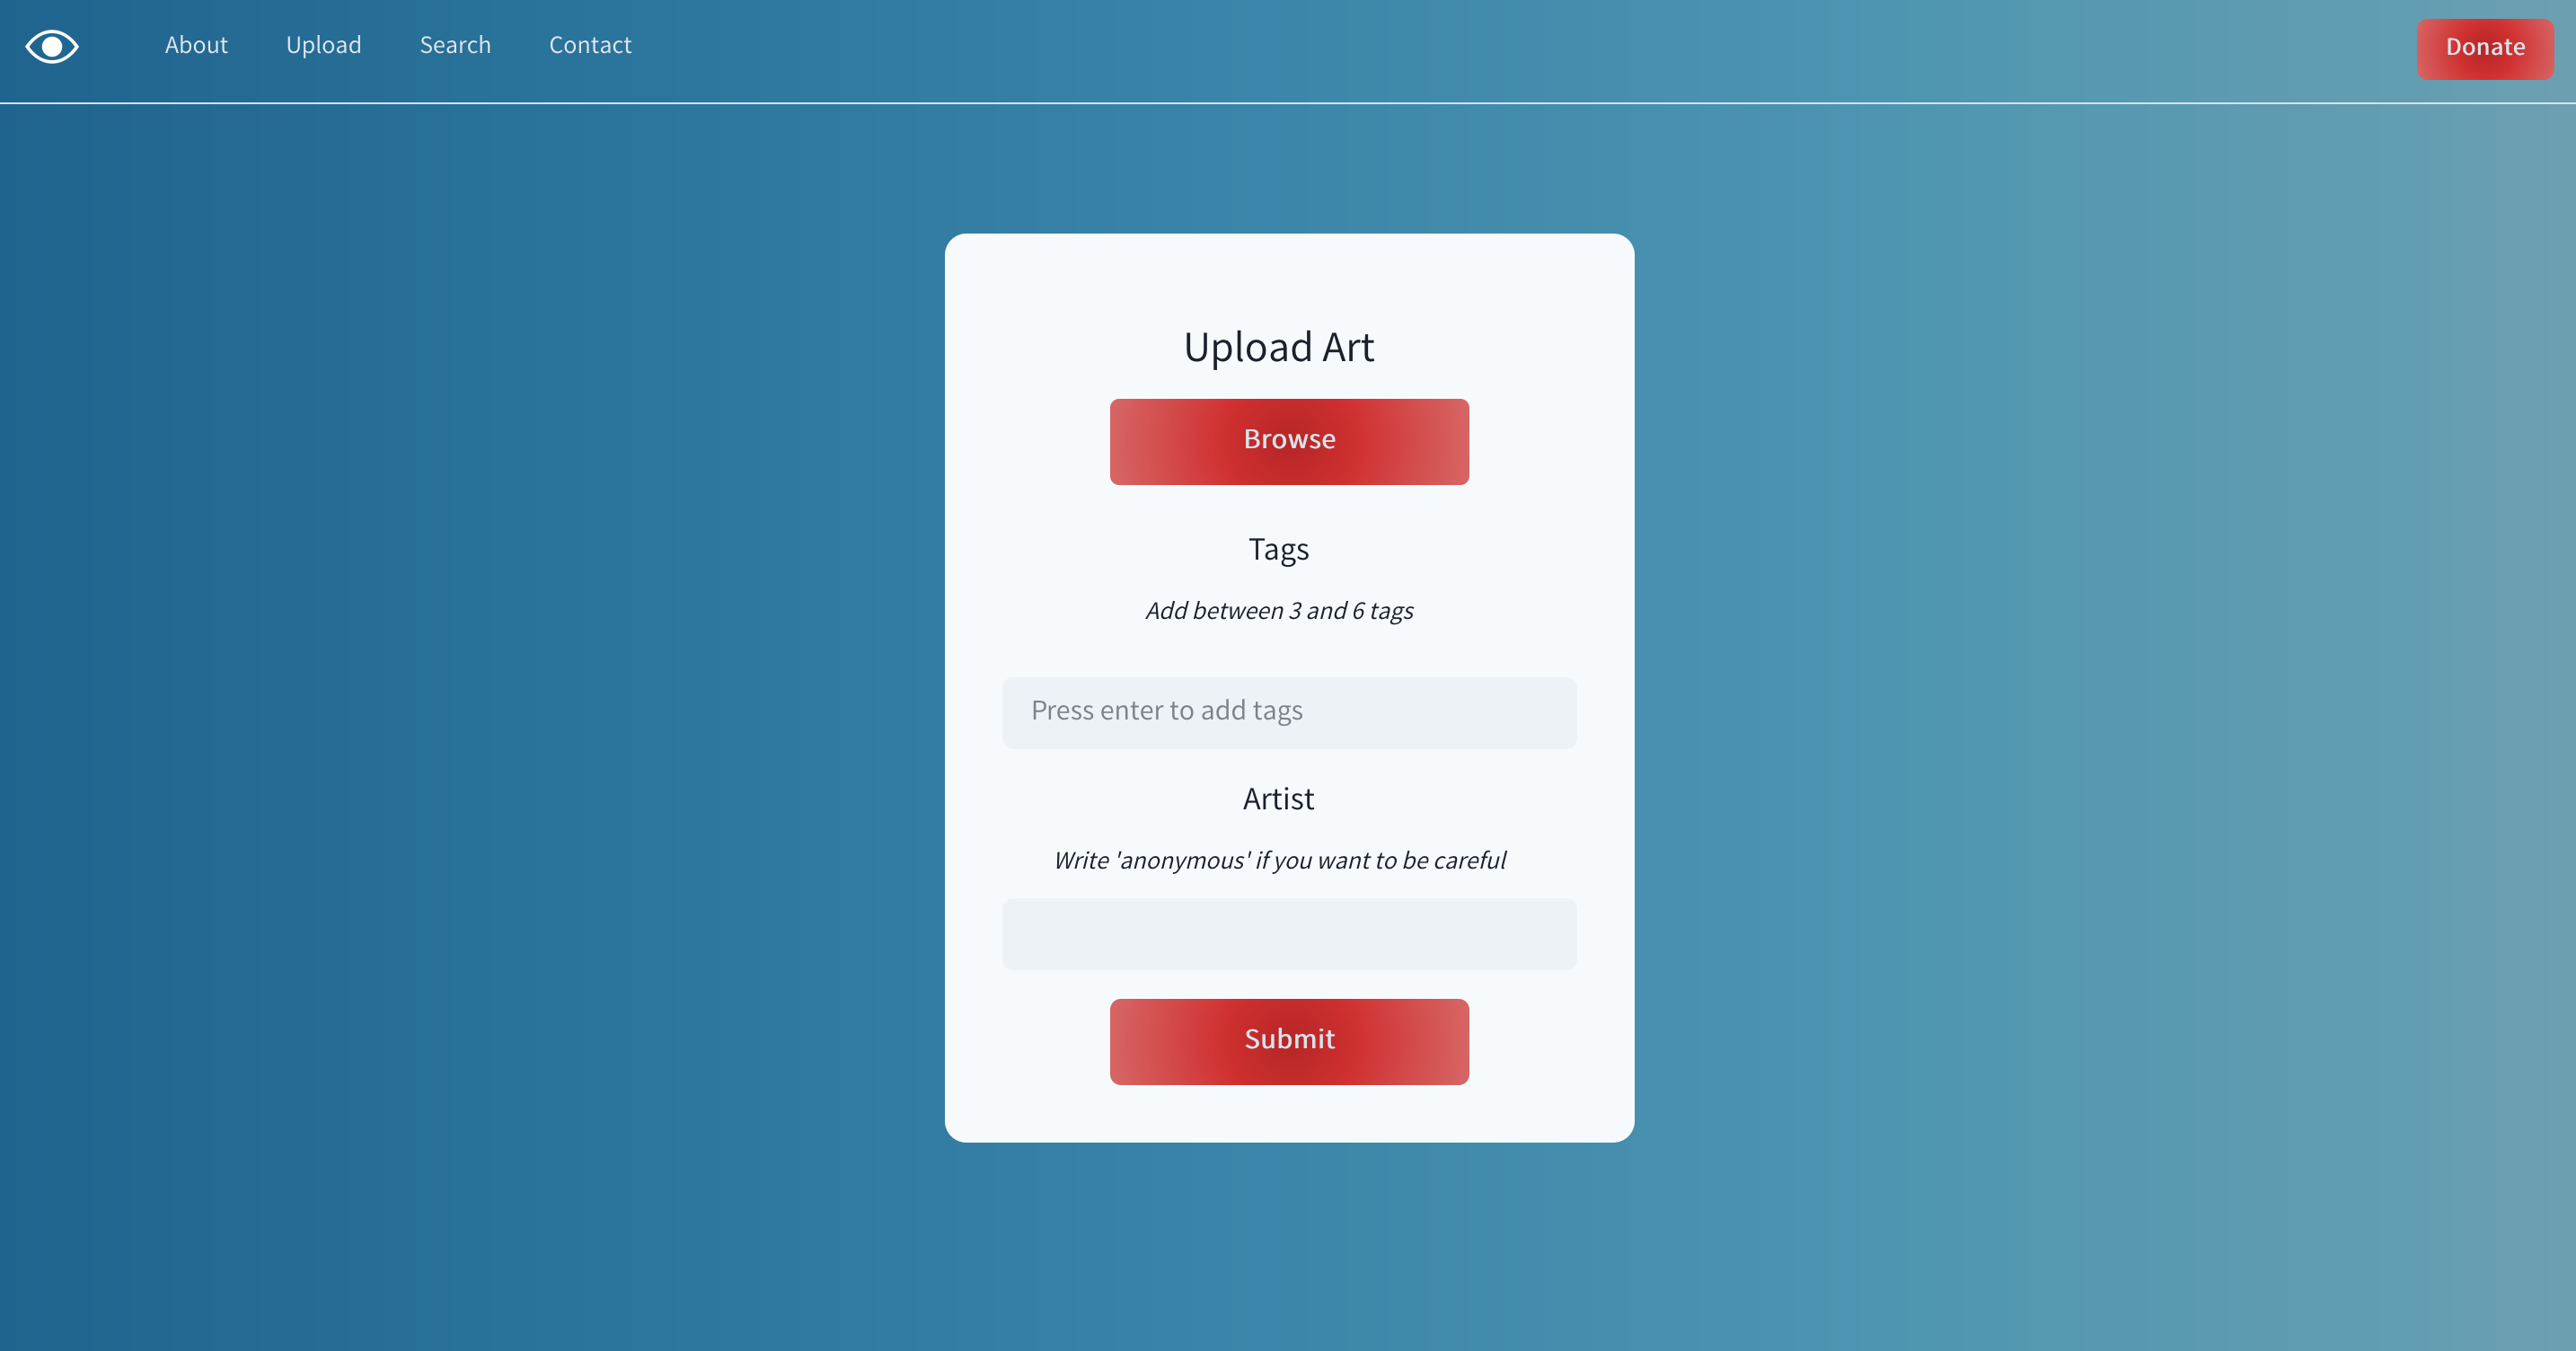 About Upload Search Contact Donate
Upload Art
Browse
Tags
Add between 3 and 6 tags
Press enter to add tags
Artist
Write 'anonymous' if you want to be careful
Submit